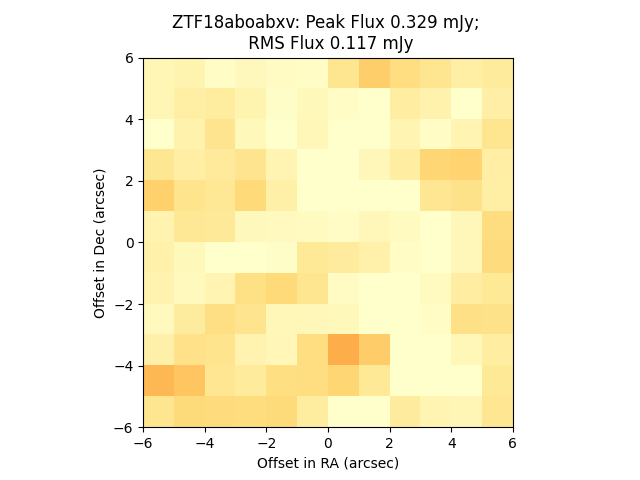 ZTF18aboabxv: Peak Flux 0.329 mJy;
RMS Flux 0.117 mJy
6
4
2
0
−2
−4
−6
Offset in Dec (arcsec)
−6 −4 −2 0 2 4 6
Offset in RA (arcsec)